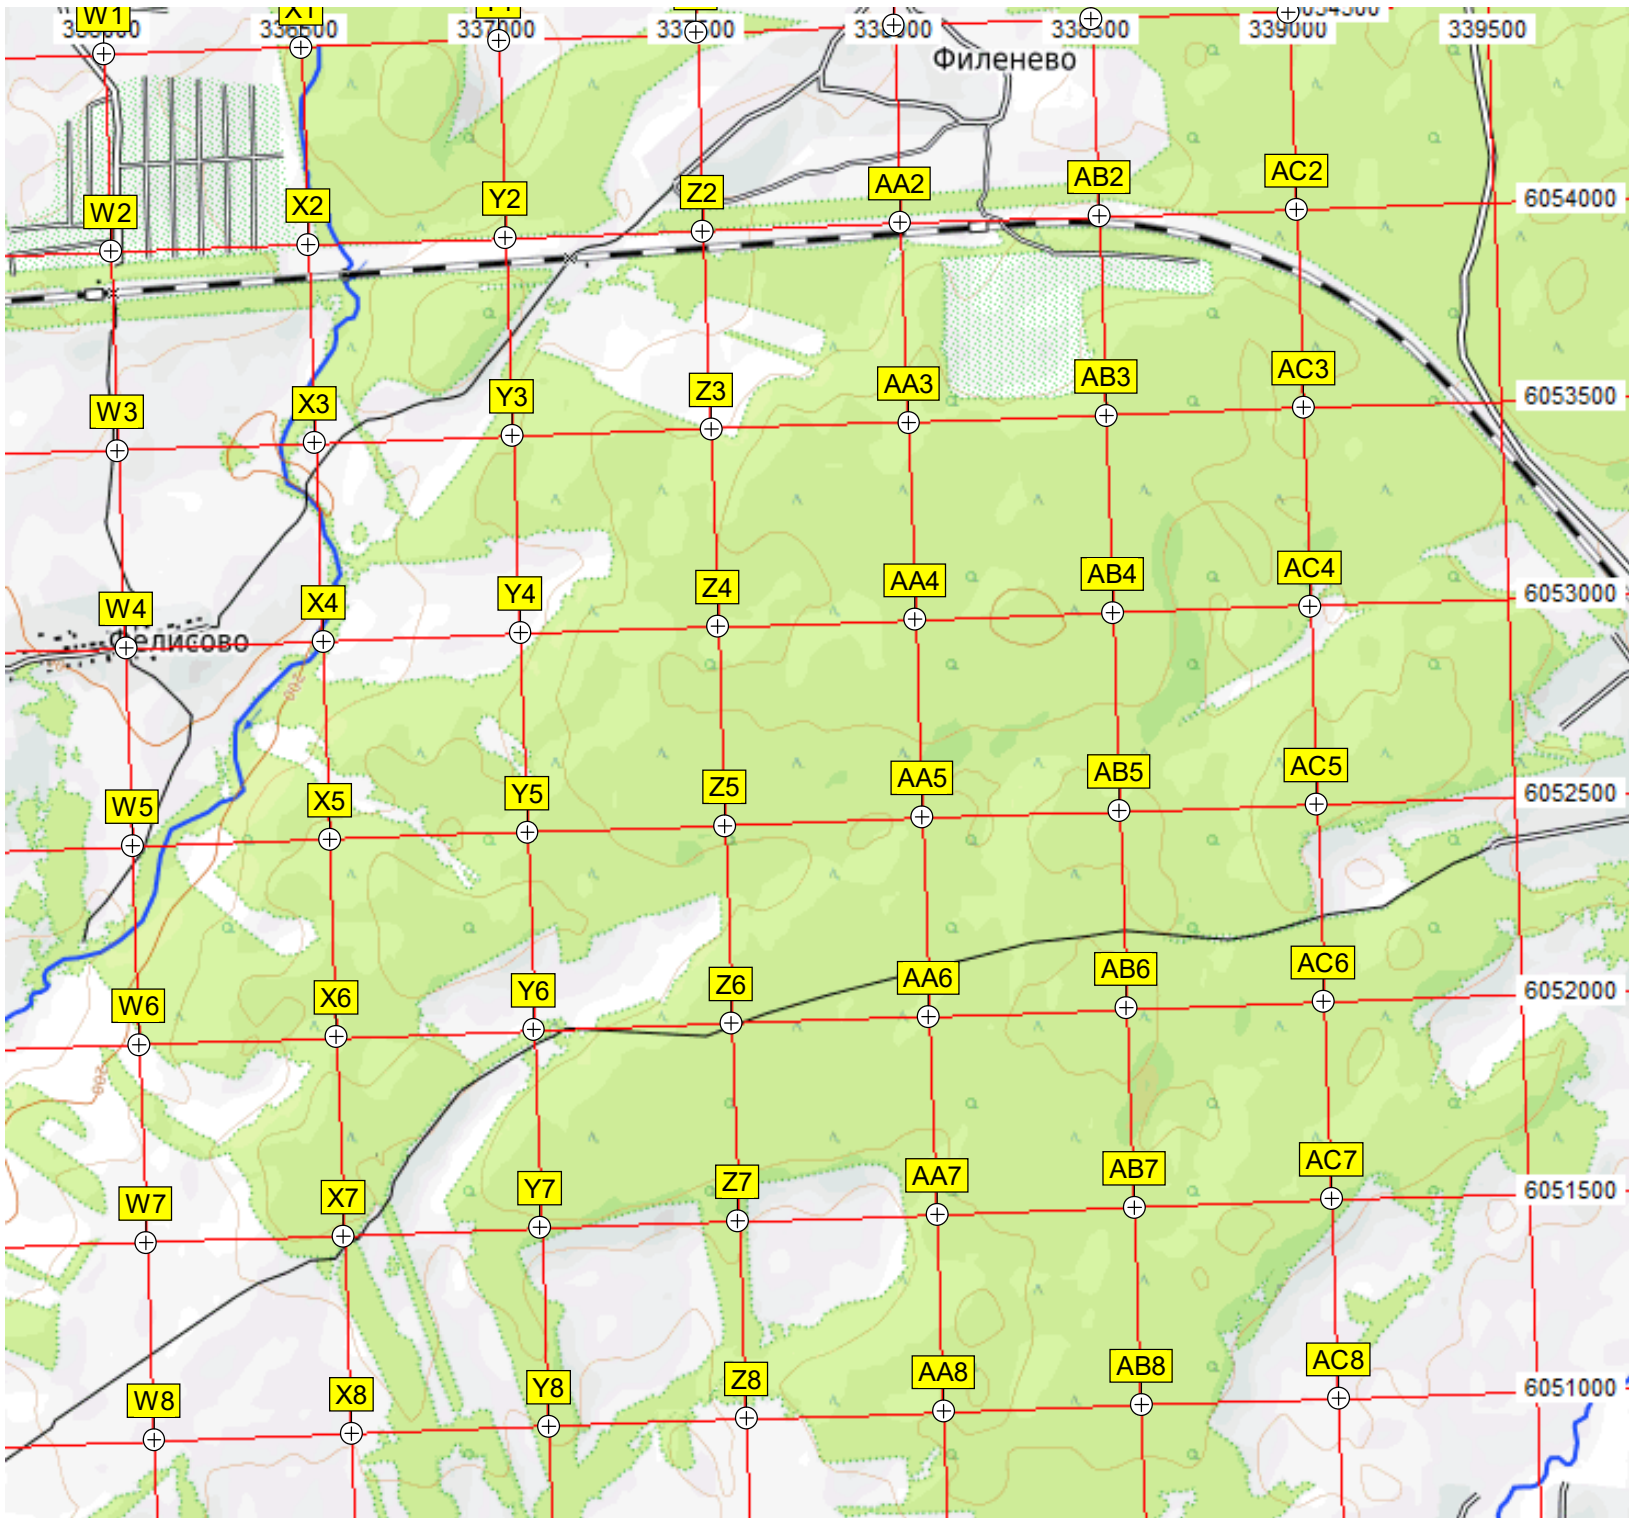 W1 X1
337000 338000 338500 339000 339500
Филенево
W2 X2 Y2 Z2 AA2 AB2 AC2 6054000
W3 X3 Y3 Z3 AA3 AB3 AC3 6053500
W4 X4 Y4 Z4 AA4 AB4 AC4 6053000
200
W5 X5 Y5 Z5 AA5 AB5 AC5 6052500
W6 X6 Y6 Z6 AA6 AB6 AC6 6052000
200
W7 X7 Y7 Z7 AA7 AB7 AC7 6051500
W8 X8 Y8 Z8 AA8 AB8 AC8 6051000